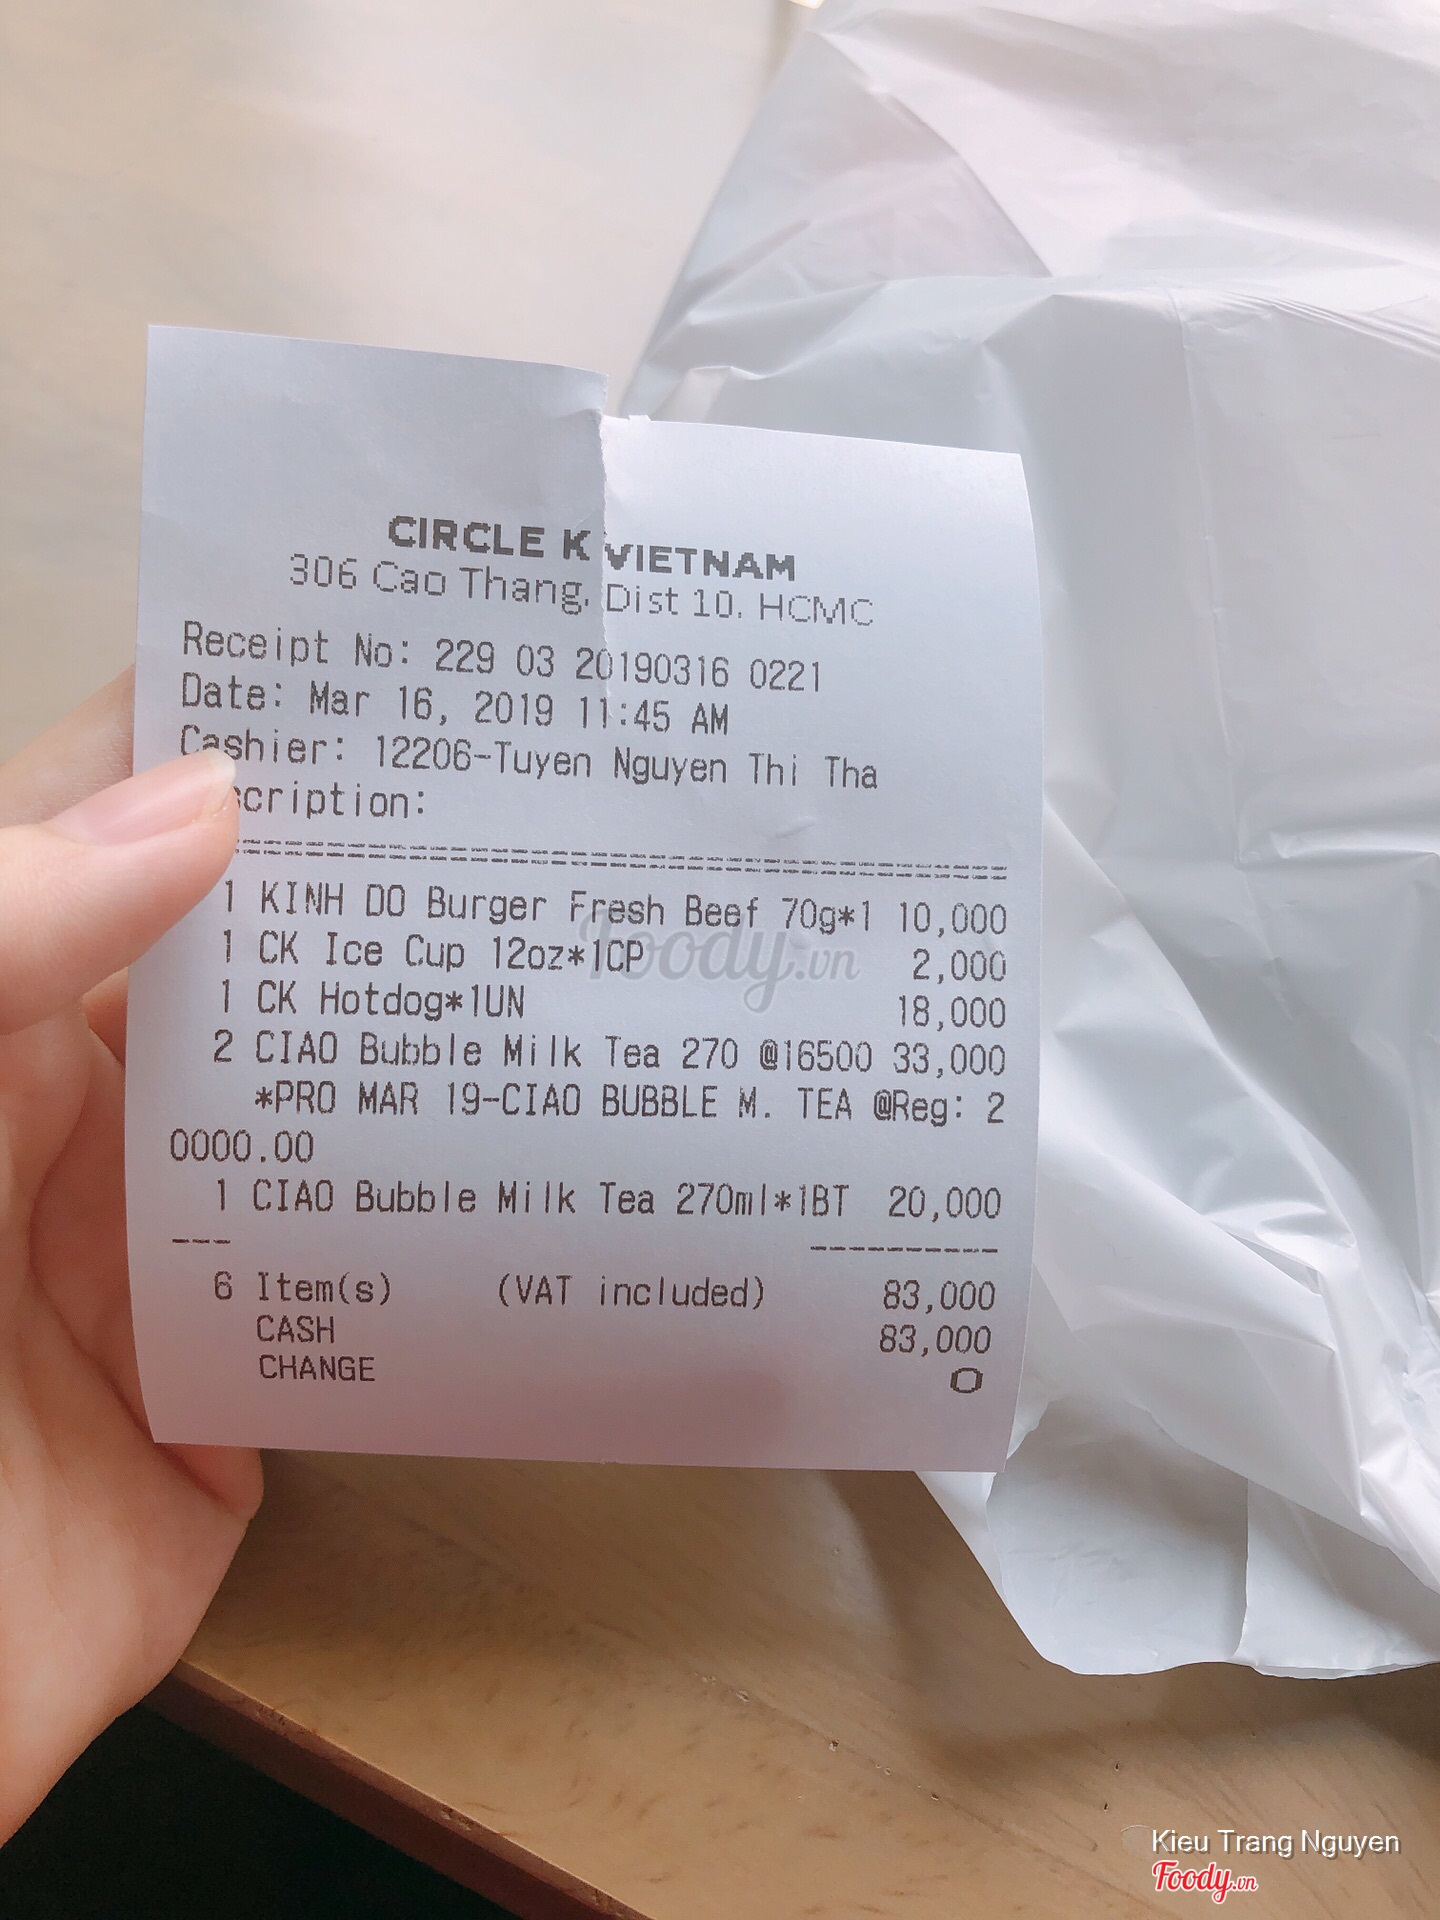 CIRCLE K VIETNAM
306 Cao Thang, Dist 10, HCMC
Receipt No: 229 03 20190316 0221
Date: Mar 16, 2019 11:45 AM
Cashier: 12206-Tuyen Nguyen Thi Tha
scription:
1 KINH DO Burger Fresh Beef 70g*1 10,000
1 CK Ice Cup 12oz*1CP 2,000
1 CK Hotdog*1UN 18,000
2 CIAO Bubble Milk Tea 270 @16500 33,000
*PRO MAR 19-CIAO BUBBLE M. TEA @Reg: 2
0000.00
1 CIAO Bubble Milk Tea 270ml*1BT 20,000
6 Item(s) (VAT included) 83,000
CASH 83,000
CHANGE 0
Foody.vn
Kieu Trang Nguyen
Foody.vn